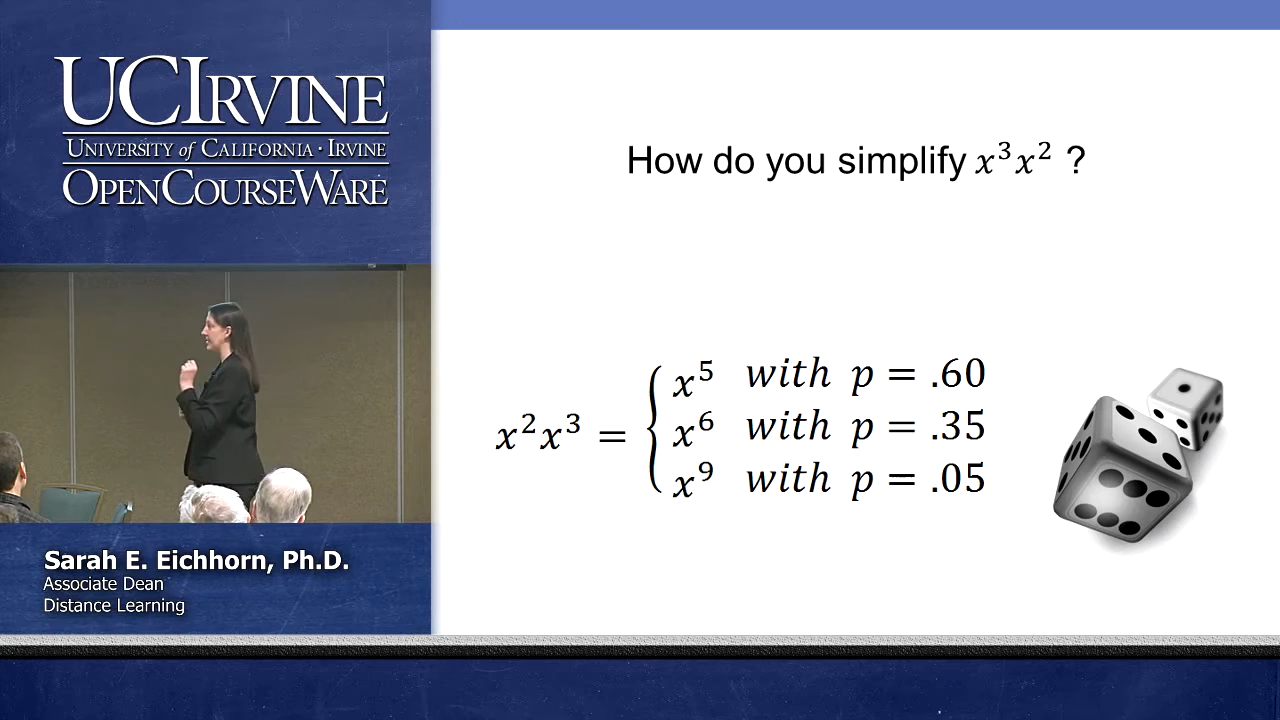 UCIRVINE
UNIVERSITY of CALIFORNIA · IRVINE
OPENCOURSEWARE
How do you simplify x³x² ?
x²x³ = { x⁵ with p = .60
x⁶ with p = .35
x⁹ with p = .05
Sarah E. Eichhorn, Ph.D.
Associate Dean
Distance Learning